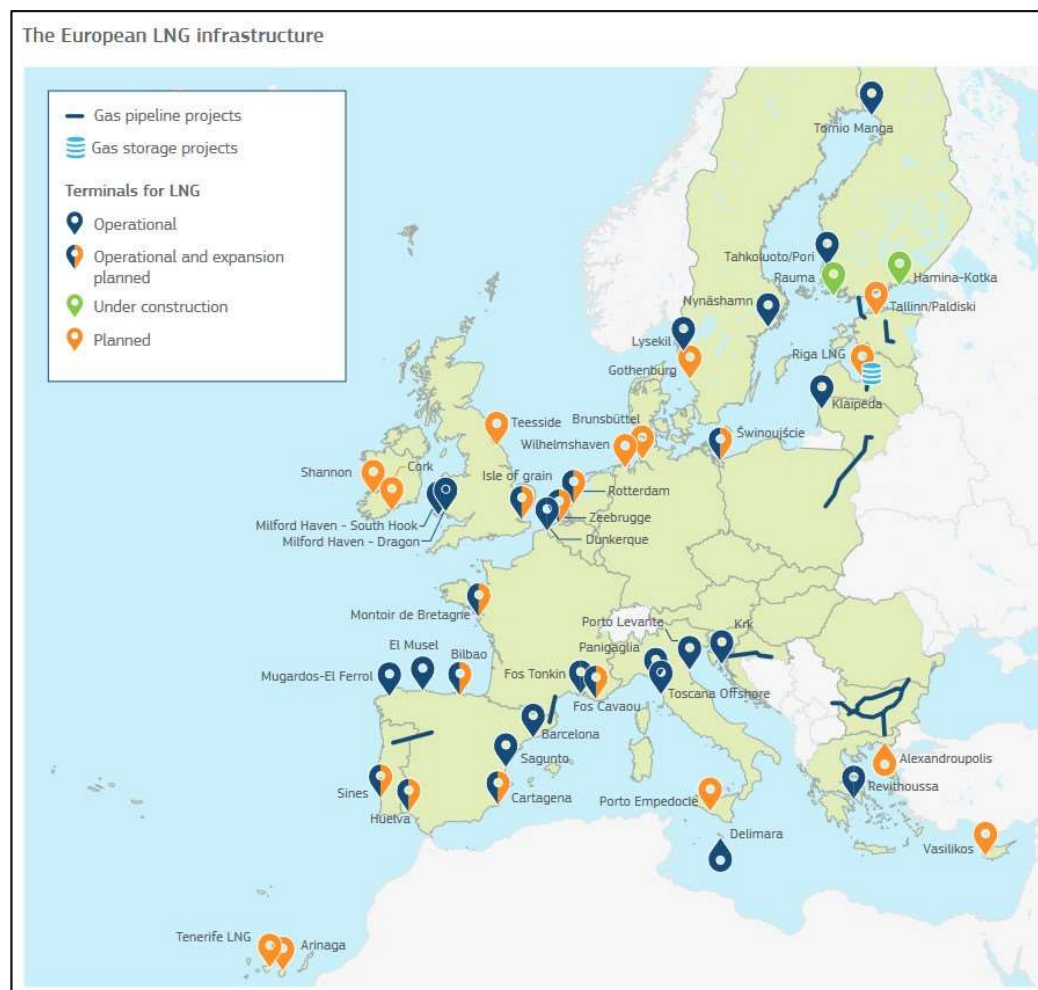 The European LNG infrastructure
Gas pipeline projects
Gas storage projects
Terminals for LNG
Operational
Operational and expansion
planned
Under construction
Planned
Tornio Manga
Tahkoluoto/Pori
Rauma
Hamina-Kotka
Nynäshamn
Tallinn/Paldiski
Lysekil
Gothenburg
Riga LNG
Klaipėda
Teesside
Brunsbüttel
Wilhelmshaven
Świnoujście
Shannon
Cork
Isle of grain
Rotterdam
Milford Haven - South Hook
Zeebrugge
Milford Haven - Dragon
Dunkerque
Montoir de Bretagne
Porto Levante
Krk
El Musel
Bilbao
Panigaglia
Mugardos-El Ferrol
Fos Tonkin
Toscana Offshore
Fos Cavaou
Barcelona
Sagunto
Alexandroupolis
Revithoussa
Sines
Huelva
Cartagena
Porto Empedocle
Delimara
Vasilikos
Tenerife LNG
Arinaga